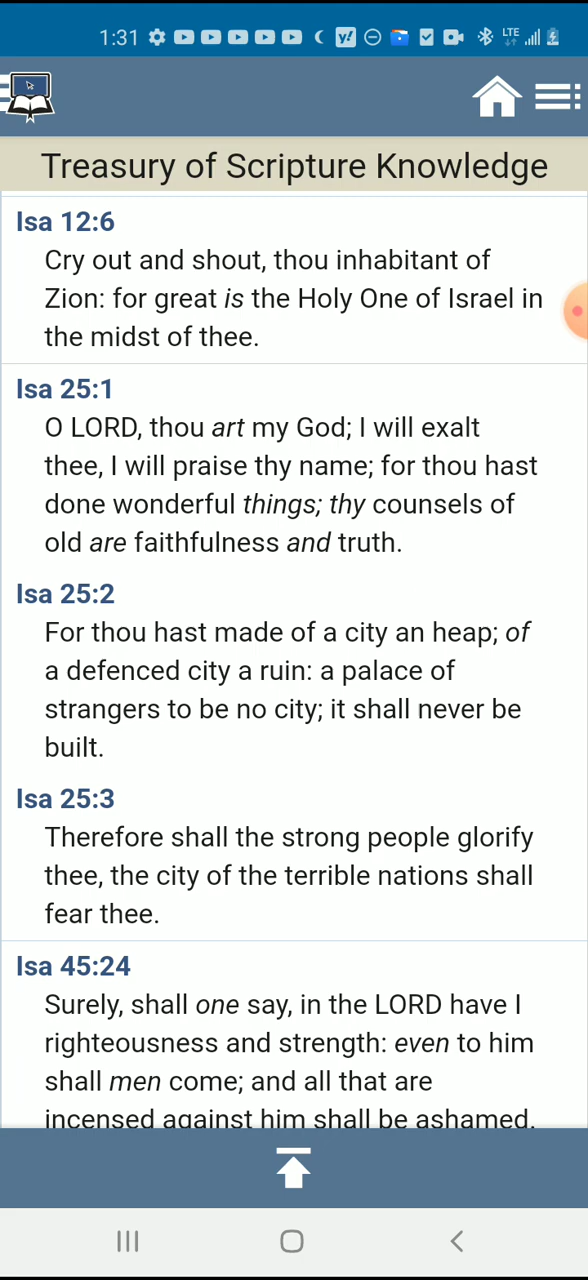 1:31 LTE
Treasury of Scripture Knowledge
Isa 12:6
Cry out and shout, thou inhabitant of
Zion: for great is the Holy One of Israel in
the midst of thee.
Isa 25:1
O LORD, thou art my God; I will exalt
thee, I will praise thy name; for thou hast
done wonderful things; thy counsels of
old are faithfulness and truth.
Isa 25:2
For thou hast made of a city an heap; of
a defenced city a ruin: a palace of
strangers to be no city; it shall never be
built.
Isa 25:3
Therefore shall the strong people glorify
thee, the city of the terrible nations shall
fear thee.
Isa 45:24
Surely, shall one say, in the LORD have I
righteousness and strength: even to him
shall men come; and all that are
incensed against him shall be ashamed.